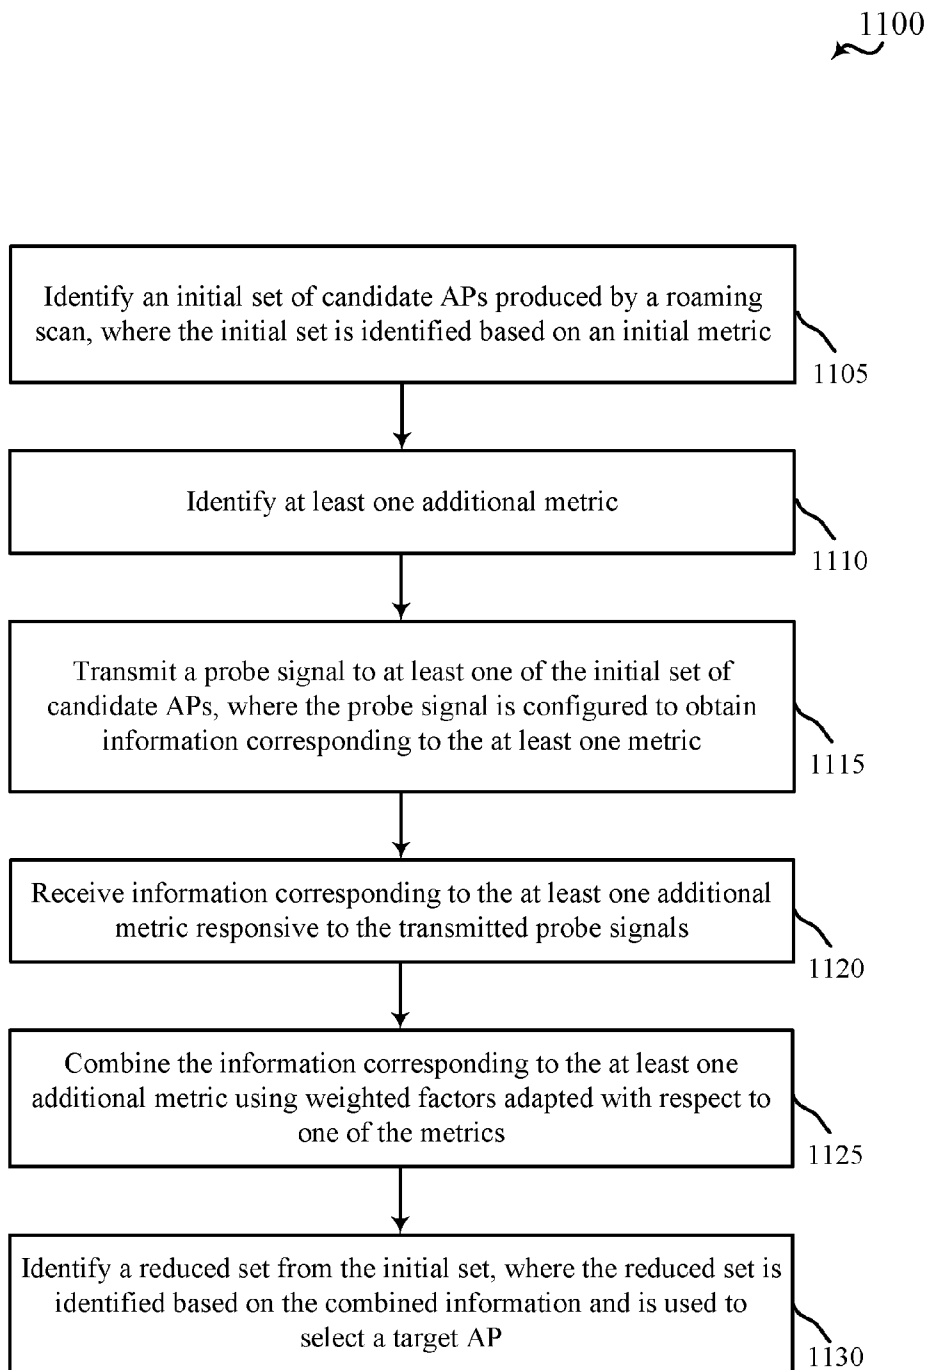 1100
Identify an initial set of candidate APs produced by a roaming
scan, where the initial set is identified based on an initial metric
1105
Identify at least one additional metric
1110
Transmit a probe signal to at least one of the initial set of
candidate APs, where the probe signal is configured to obtain
information corresponding to the at least one metric
1115
Receive information corresponding to the at least one additional
metric responsive to the transmitted probe signals
1120
Combine the information corresponding to the at least one
additional metric using weighted factors adapted with respect to
one of the metrics
1125
Identify a reduced set from the initial set, where the reduced set is
identified based on the combined information and is used to
select a target AP
1130